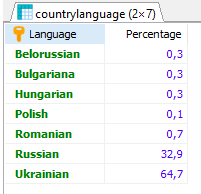 countrylanguage (2×7)
Language Percentage
Belorussian 0,3
Bulgariana 0,3
Hungarian 0,3
Polish 0,1
Romanian 0,7
Russian 32,9
Ukrainian 64,7